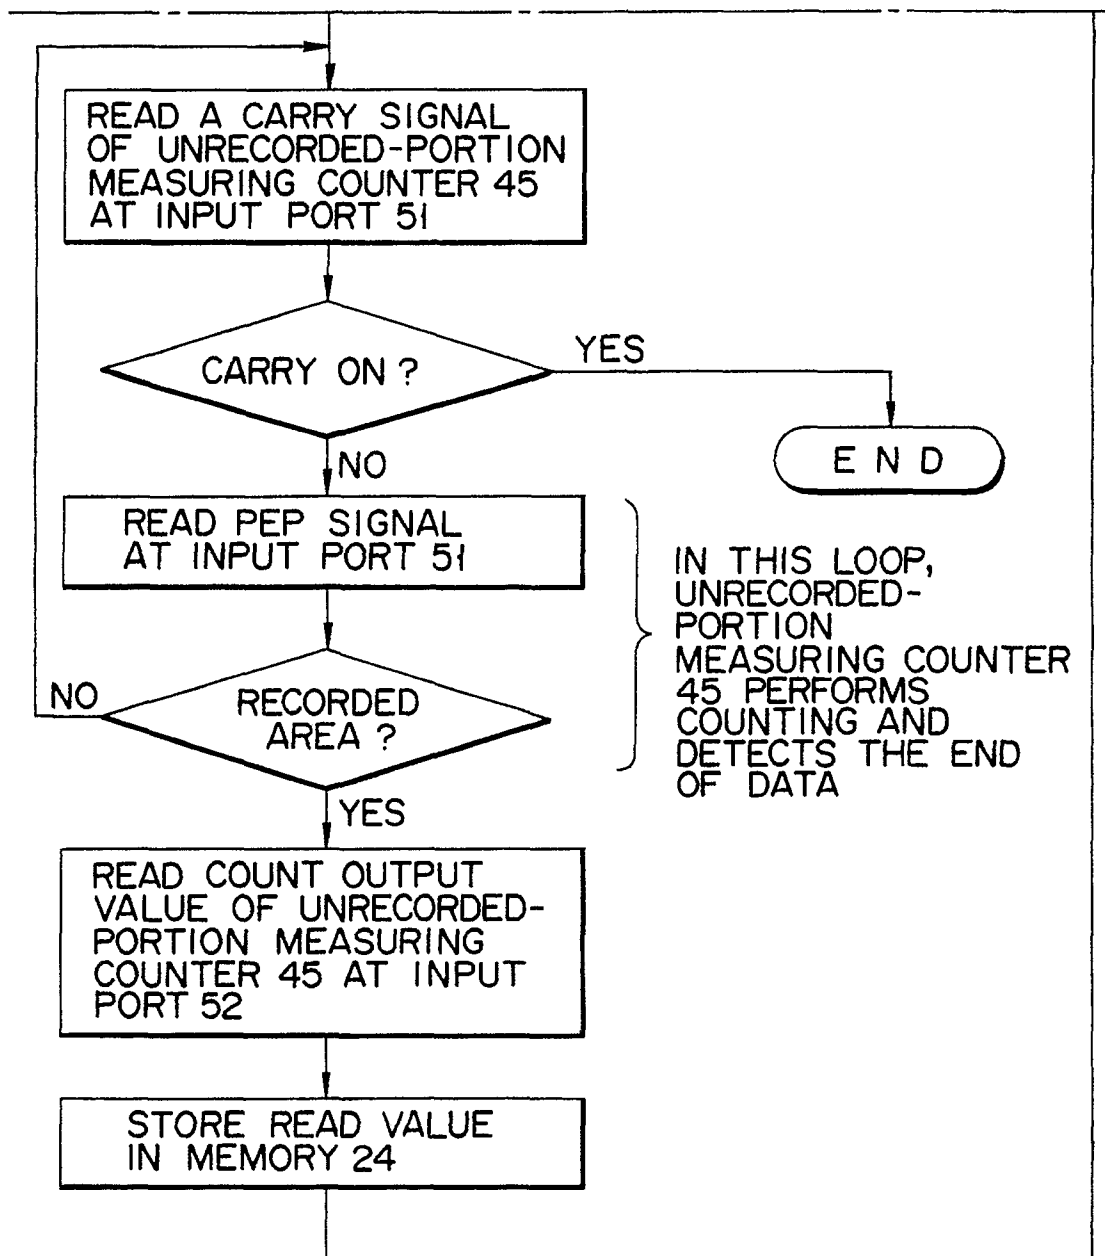 READ A CARRY SIGNAL
OF UNRECORDED-PORTION
MEASURING COUNTER 45
AT INPUT PORT 51
CARRY ON ?
YES
END
NO
READ PEP SIGNAL
AT INPUT PORT 51
IN THIS LOOP,
UNRECORDED-
PORTION
MEASURING COUNTER
45 PERFORMS
COUNTING AND
DETECTS THE END
OF DATA
NO
RECORDED
AREA ?
YES
READ COUNT OUTPUT
VALUE OF UNRECORDED-
PORTION MEASURING
COUNTER 45 AT INPUT
PORT 52
STORE READ VALUE
IN MEMORY 24